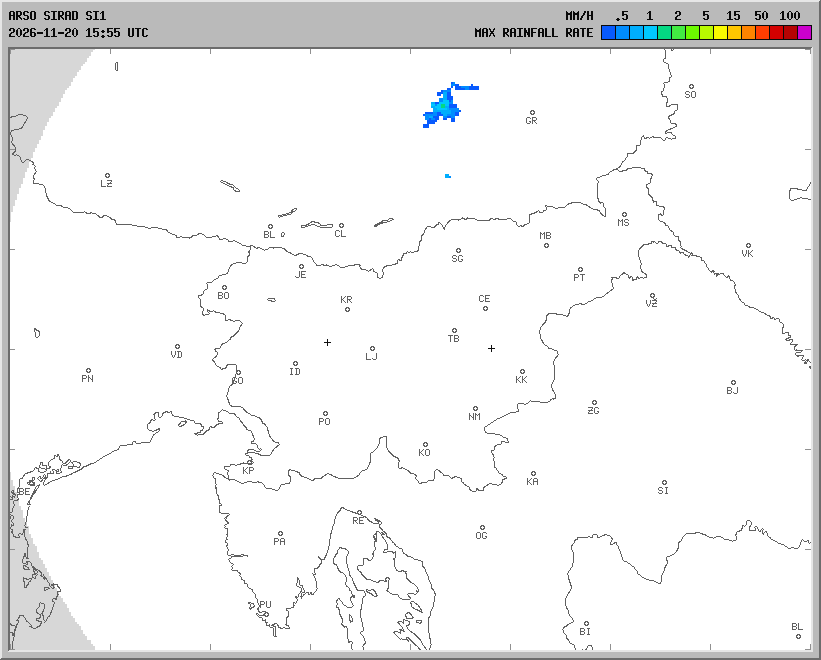 ARSO SIRAD SI1
2026-11-20 15:55 UTC
MM/H .5 1 2 5 15 50 100
MAX RAINFALL RATE
SO
GR
LZ
MS
BL
CL
MB
VK
SG
JE
PT
BO
KR
CE
VZ
TB
VD
LJ
ID
PN
GO
KK
BJ
ZG
NM
PO
KO
KP
KA
BE
SI
RE
OG
PA
PU
BI
BL